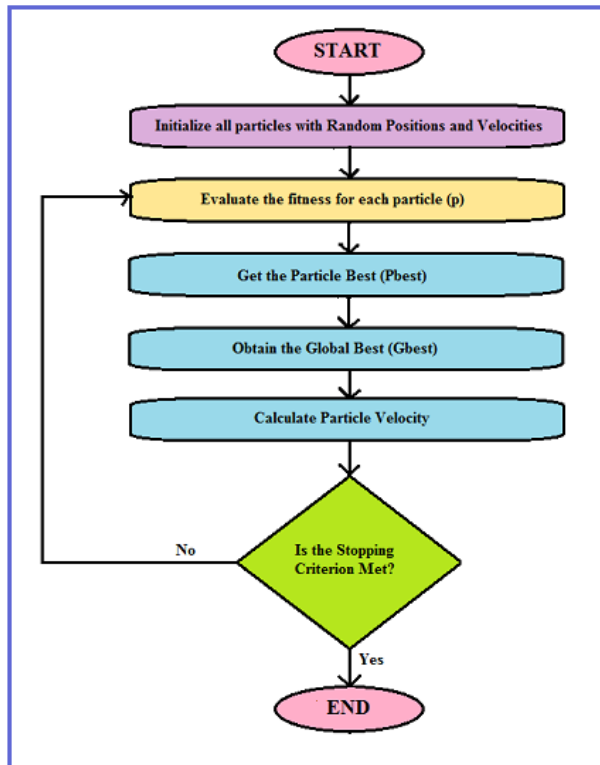 START
Initialize all particles with Random Positions and Velocities
Evaluate the fitness for each particle (p)
Get the Particle Best (Pbest)
Obtain the Global Best (Gbest)
Calculate Particle Velocity
Is the Stopping
Criterion Met?
No
Yes
END